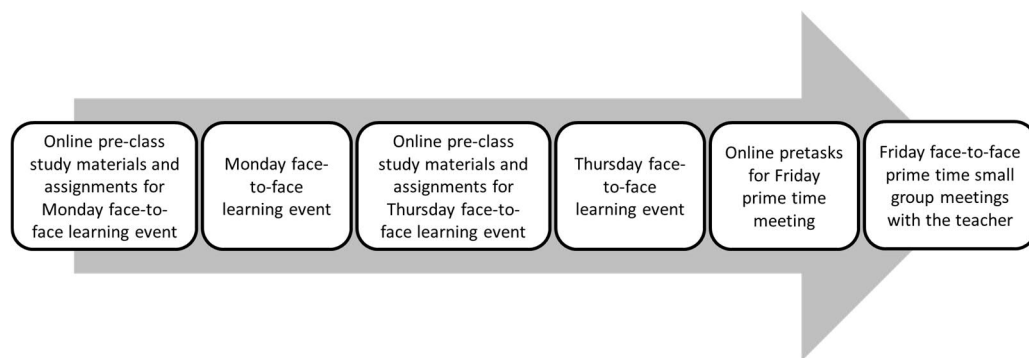 Online pre-class
study materials and
assignments for
Monday face-to-
face learning event
Monday face-
to-face
learning event
Online pre-class
study materials and
assignments for
Thursday face-to-
face learning event
Thursday face-
to-face
learning event
Online pretasks
for Friday
prime time
meeting
Friday face-to-face
prime time small
group meetings
with the teacher